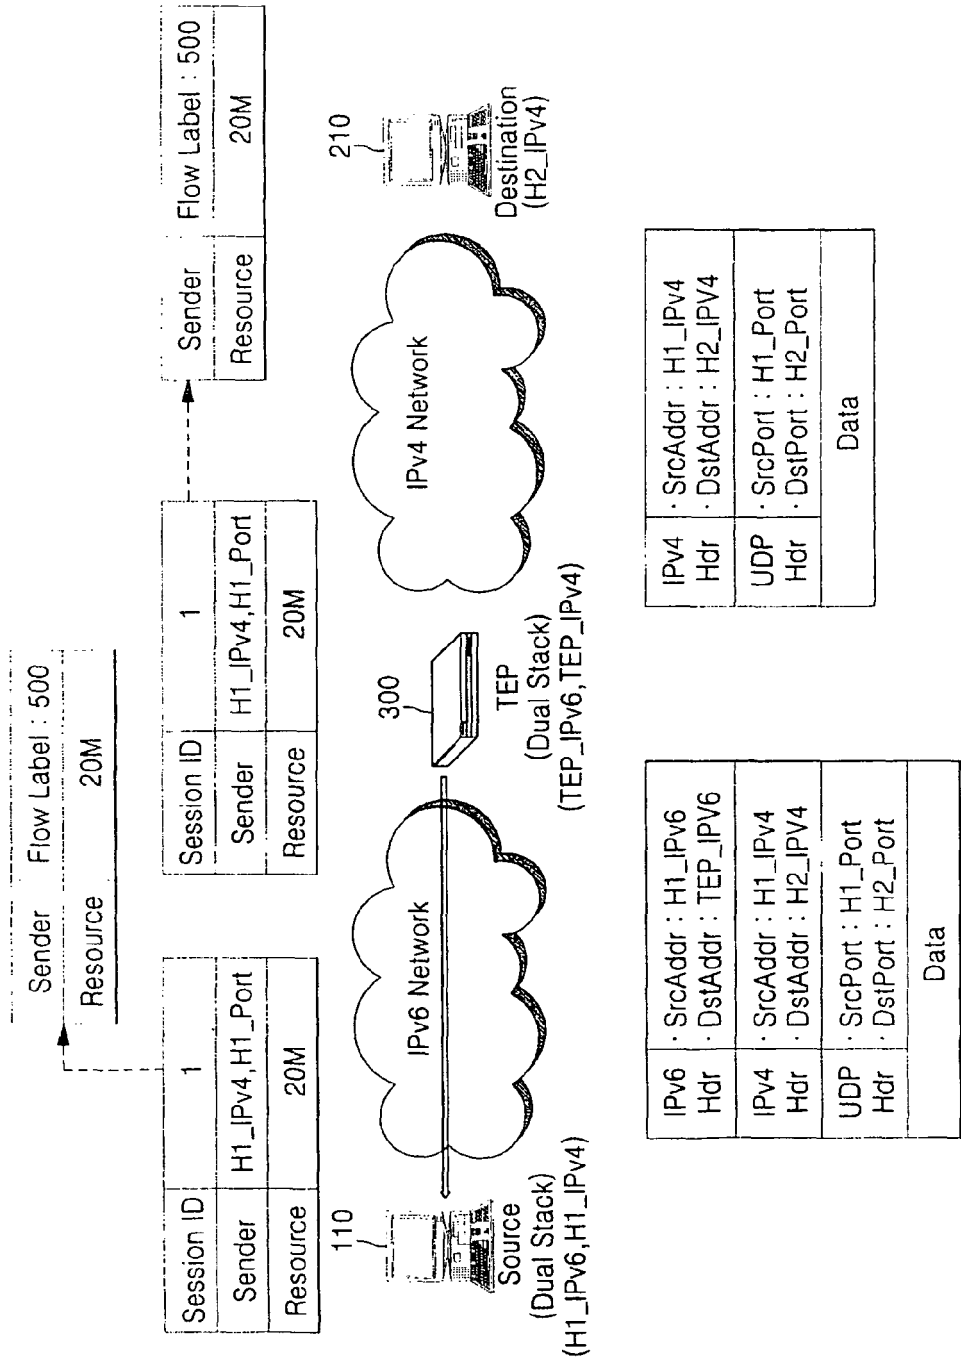 Sender Flow Label : 500
Resource 20M
Session ID 1
Sender H1_IPv4,H1_Port
Resource 20M
Session ID 1
Sender H1_IPv4,H1_Port
Resource 20M
Sender Flow Label : 500
Resource 20M
110
Source
(Dual Stack)
(H1_IPv6,H1_IPv4)
IPv6 Network
300
TEP
(Dual Stack)
(TEP_IPv6,TEP_IPv4)
IPv4 Network
210
Destination
(H2_IPv4)
IPv6 Hdr
· SrcAddr : H1_IPV6
· DstAddr : TEP_IPV6
IPv4 Hdr
· SrcAddr : H1_IPv4
· DstAddr : H2_IPV4
UDP Hdr
· SrcPort : H1_Port
· DstPort : H2_Port
Data
IPv4 Hdr
· SrcAddr : H1_IPv4
· DstAddr : H2_IPV4
UDP Hdr
· SrcPort : H1_Port
· DstPort : H2_Port
Data